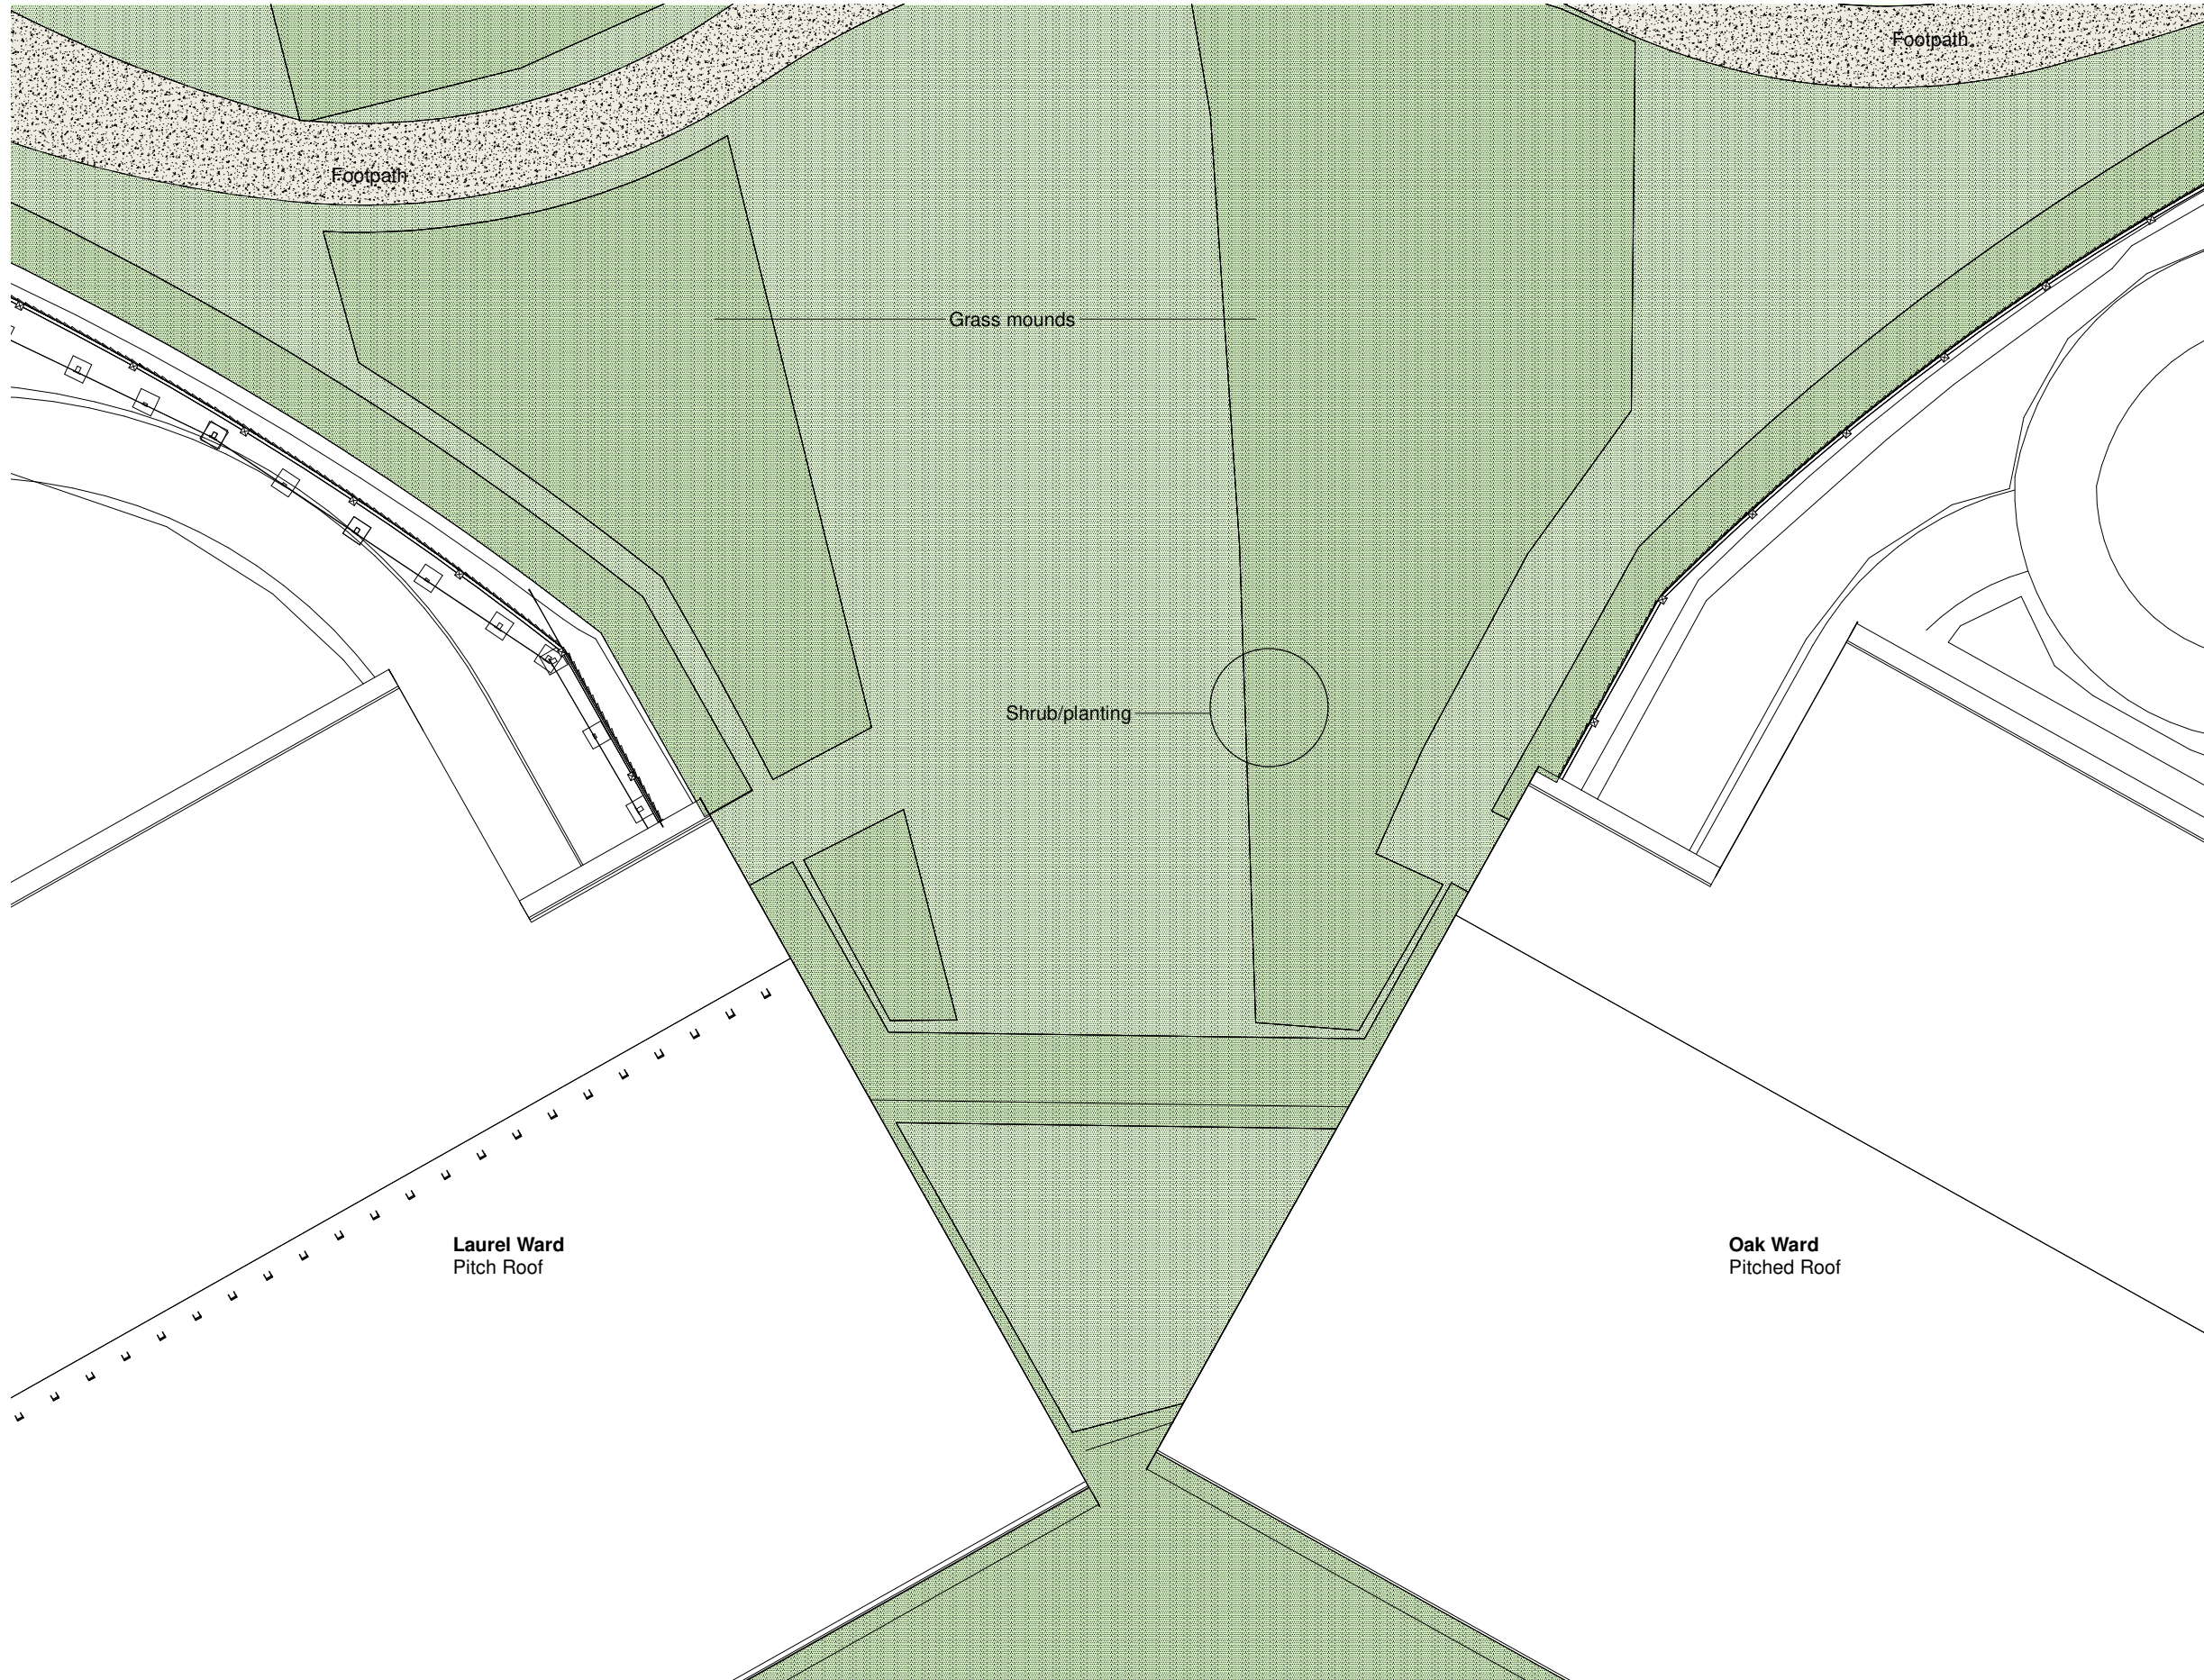 Footpath
Footpath
Grass mounds
Shrub/planting
Laurel Ward
Pitch Roof
Oak Ward
Pitched Roof